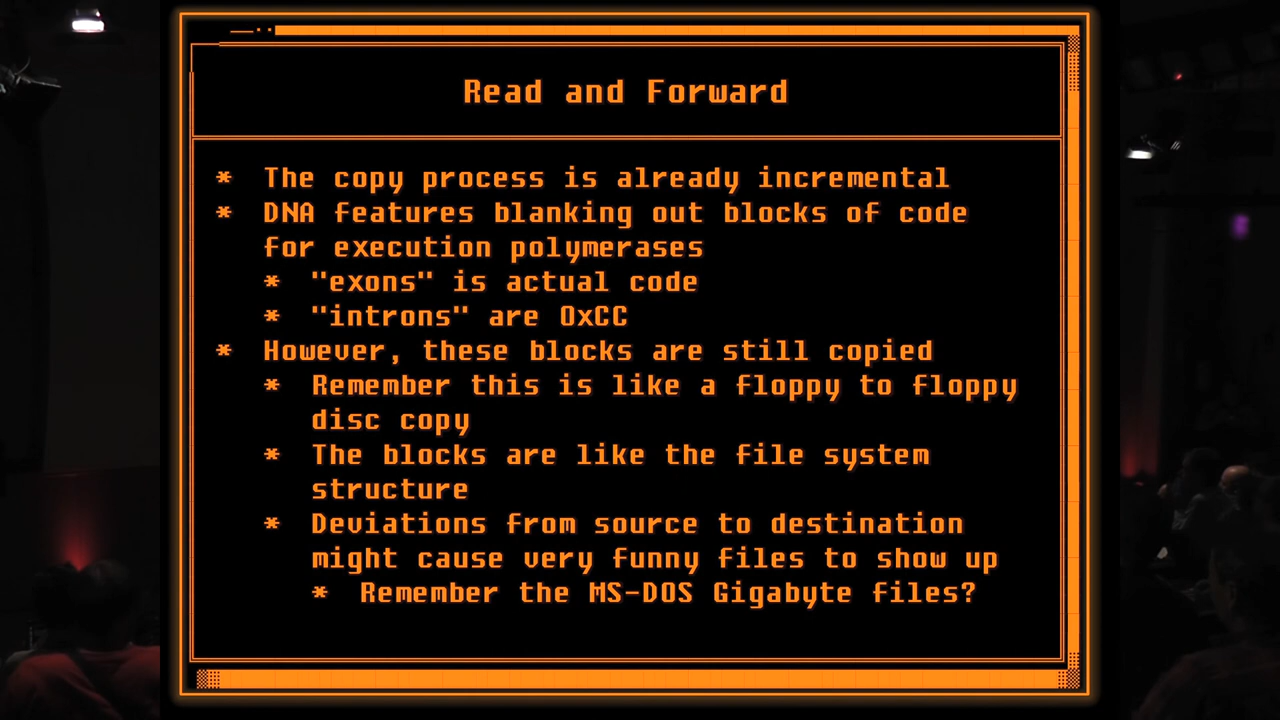 Read and Forward
* The copy process is already incremental
* DNA features blanking out blocks of code
for execution polymerases
* "exons" is actual code
* "introns" are 0xCC
* However, these blocks are still copied
* Remember this is like a floppy to floppy
disc copy
* The blocks are like the file system
structure
* Deviations from source to destination
might cause very funny files to show up
* Remember the MS-DOS Gigabyte files?